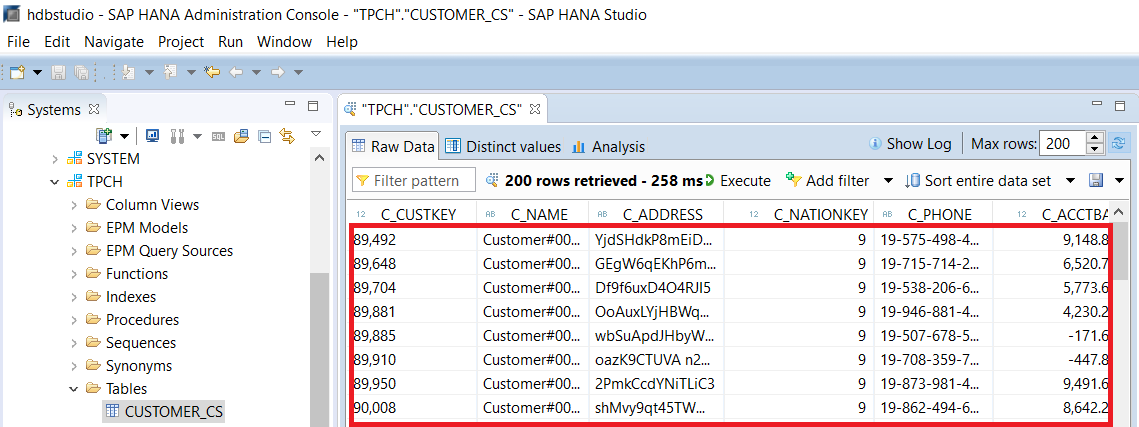 hdbstudio - SAP HANA Administration Console - "TPCH"."CUSTOMER_CS" - SAP HANA Studio
File Edit Navigate Project Run Window Help
Systems
SQL
SYSTEM
TPCH
Column Views
EPM Models
EPM Query Sources
Functions
Indexes
Procedures
Sequences
Synonyms
Tables
CUSTOMER_CS
"TPCH"."CUSTOMER_CS"
Raw Data Distinct values Analysis Show Log Max rows: 200
Filter pattern 200 rows retrieved - 258 ms Execute Add filter Sort entire data set
12 C_CUSTKEY AB C_NAME AB C_ADDRESS 12 C_NATIONKEY AB C_PHONE 12 C_ACCTBA
89,492 Customer#00... YjdSHdkP8mEiD... 9 19-575-498-4... 9,148.8
89,648 Customer#00... GEgW6qEKhP6m... 9 19-715-714-2... 6,520.7
89,704 Customer#00... Df9f6uxD4O4RJI5 9 19-538-206-6... 5,773.6
89,881 Customer#00... OoAuxLYjHBWq... 9 19-946-881-4... 4,230.2
89,885 Customer#00... wbSuApdJHbyW... 9 19-507-678-5... -171.6
89,910 Customer#00... oazK9CTUVA n2... 9 19-708-359-7... -447.8
89,950 Customer#00... 2PmkCcdYNiTLiC3 9 19-873-981-4... 9,491.6
90,008 Customer#00... shMvy9qt45TW... 9 19-862-494-6... 8,642.2